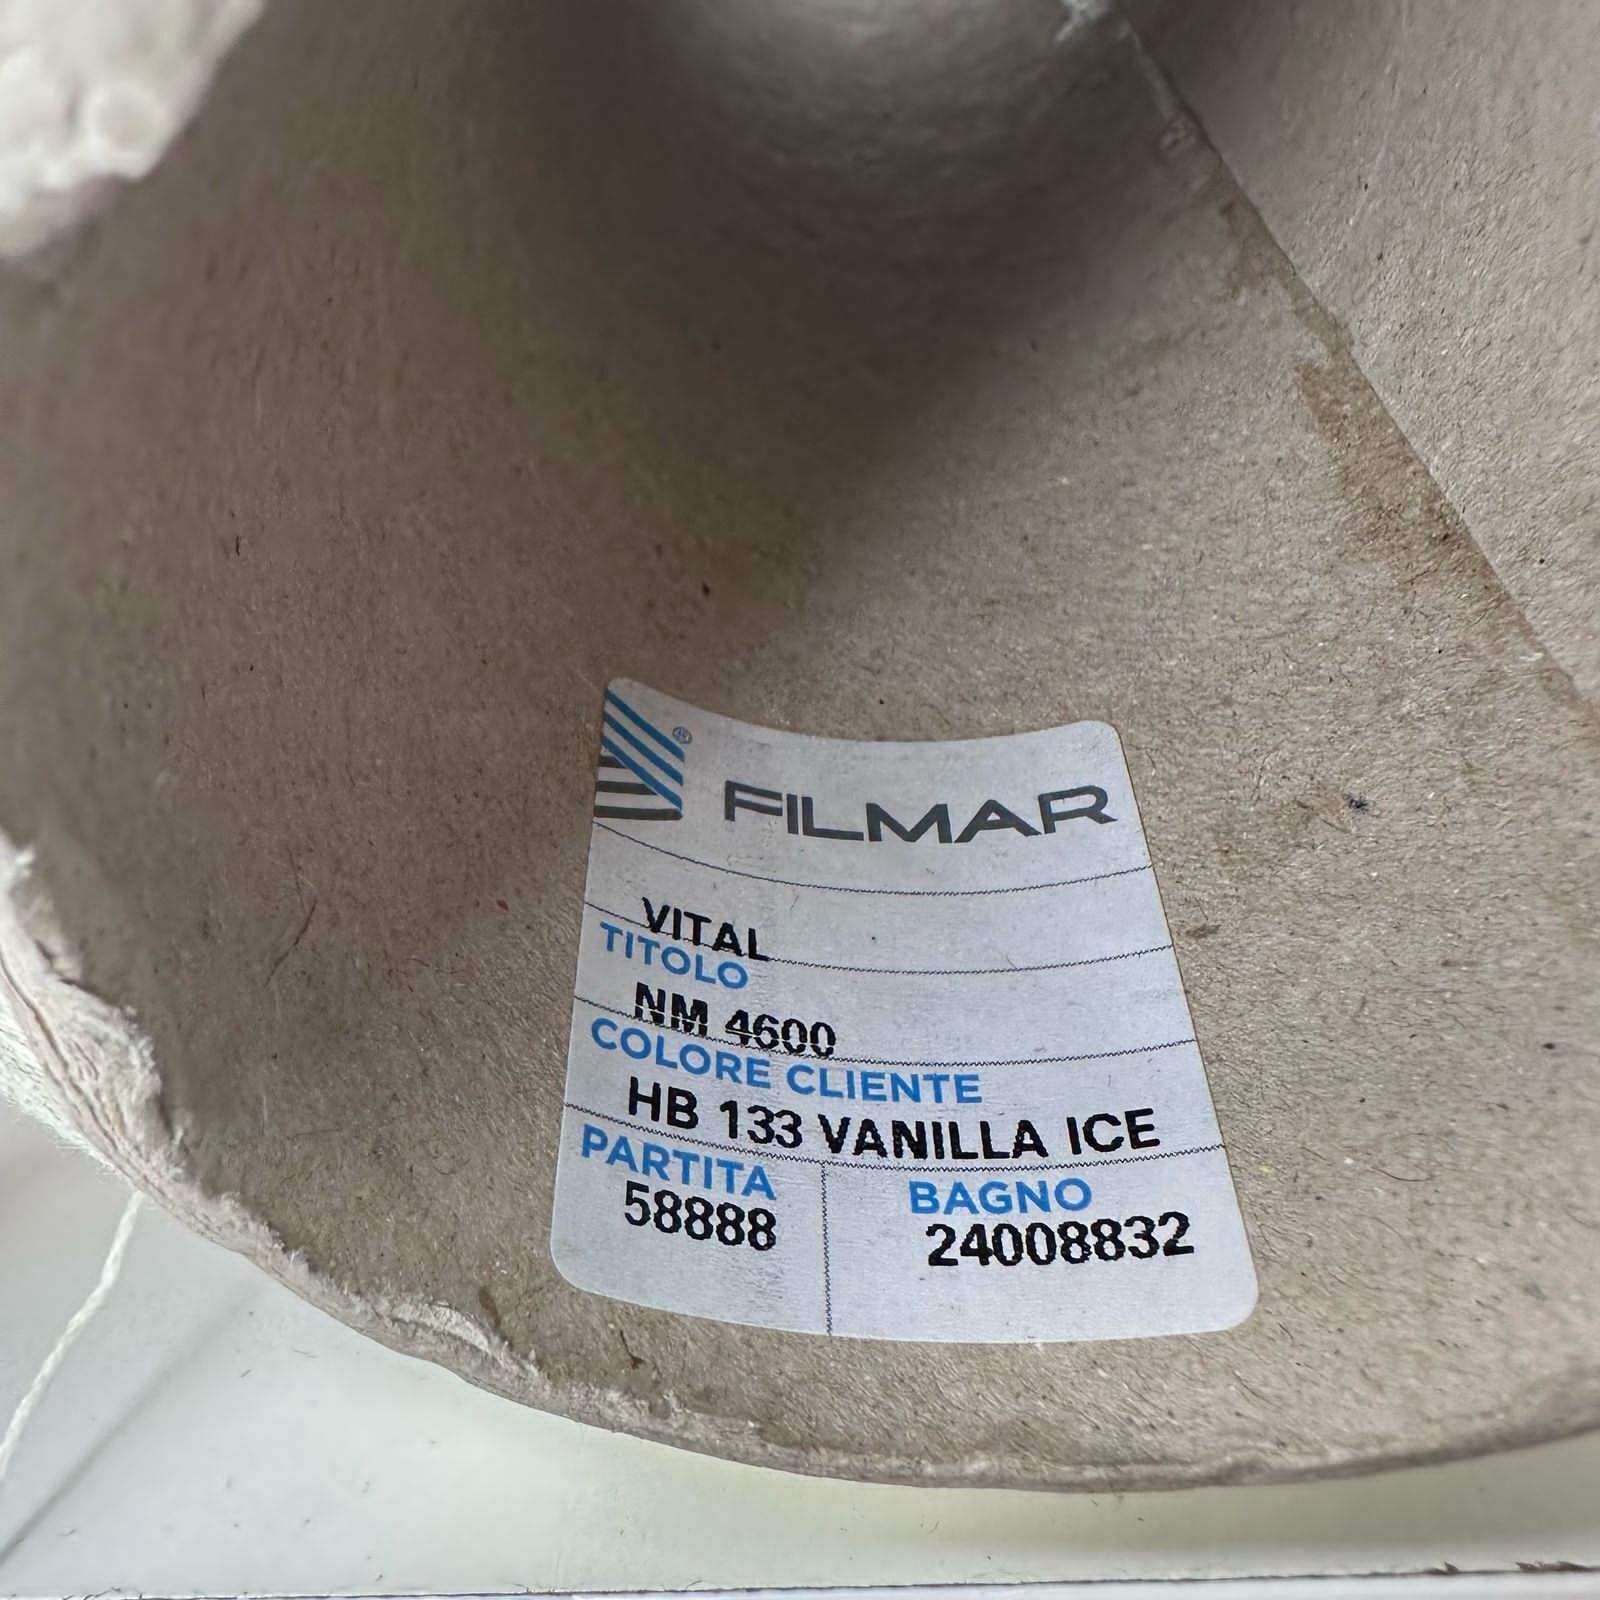 FILMAR
VITAL
TITOLO
NM 4600
COLORE CLIENTE
HB 133 VANILLA ICE
PARTITA
58888
BAGNO
24008832